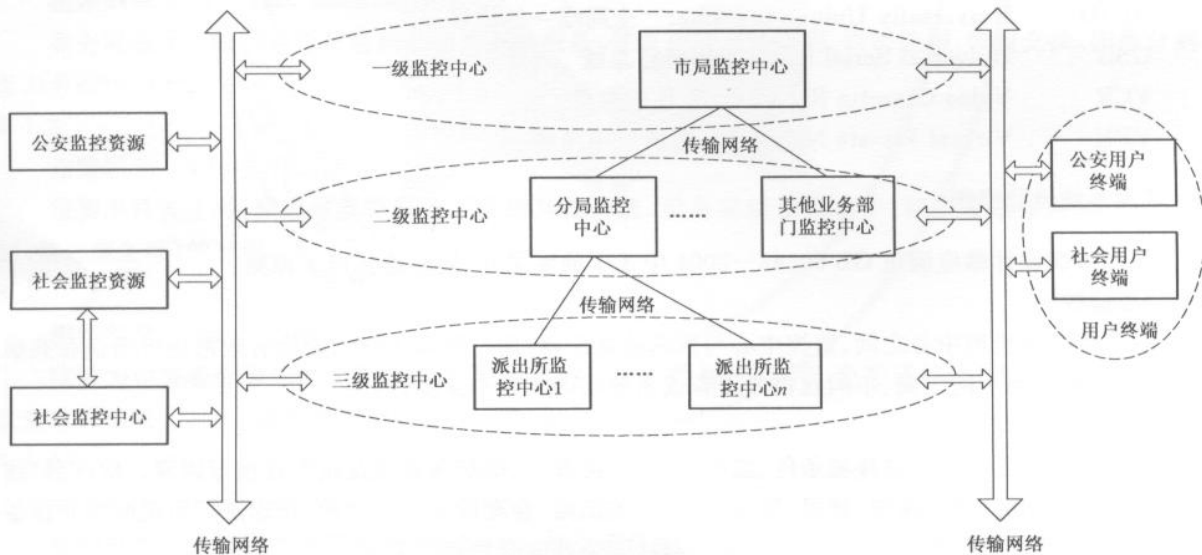 一级监控中心
市局监控中心
公安监控资源
传输网络
公安用户
终端
二级监控中心
分局监控
中心
……
其他业务部
门监控中心
社会监控资源
社会用户
终端
传输网络
用户终端
三级监控中心
派出所监
控中心1
……
派出所监
控中心n
社会监控中心
传输网络
传输网络